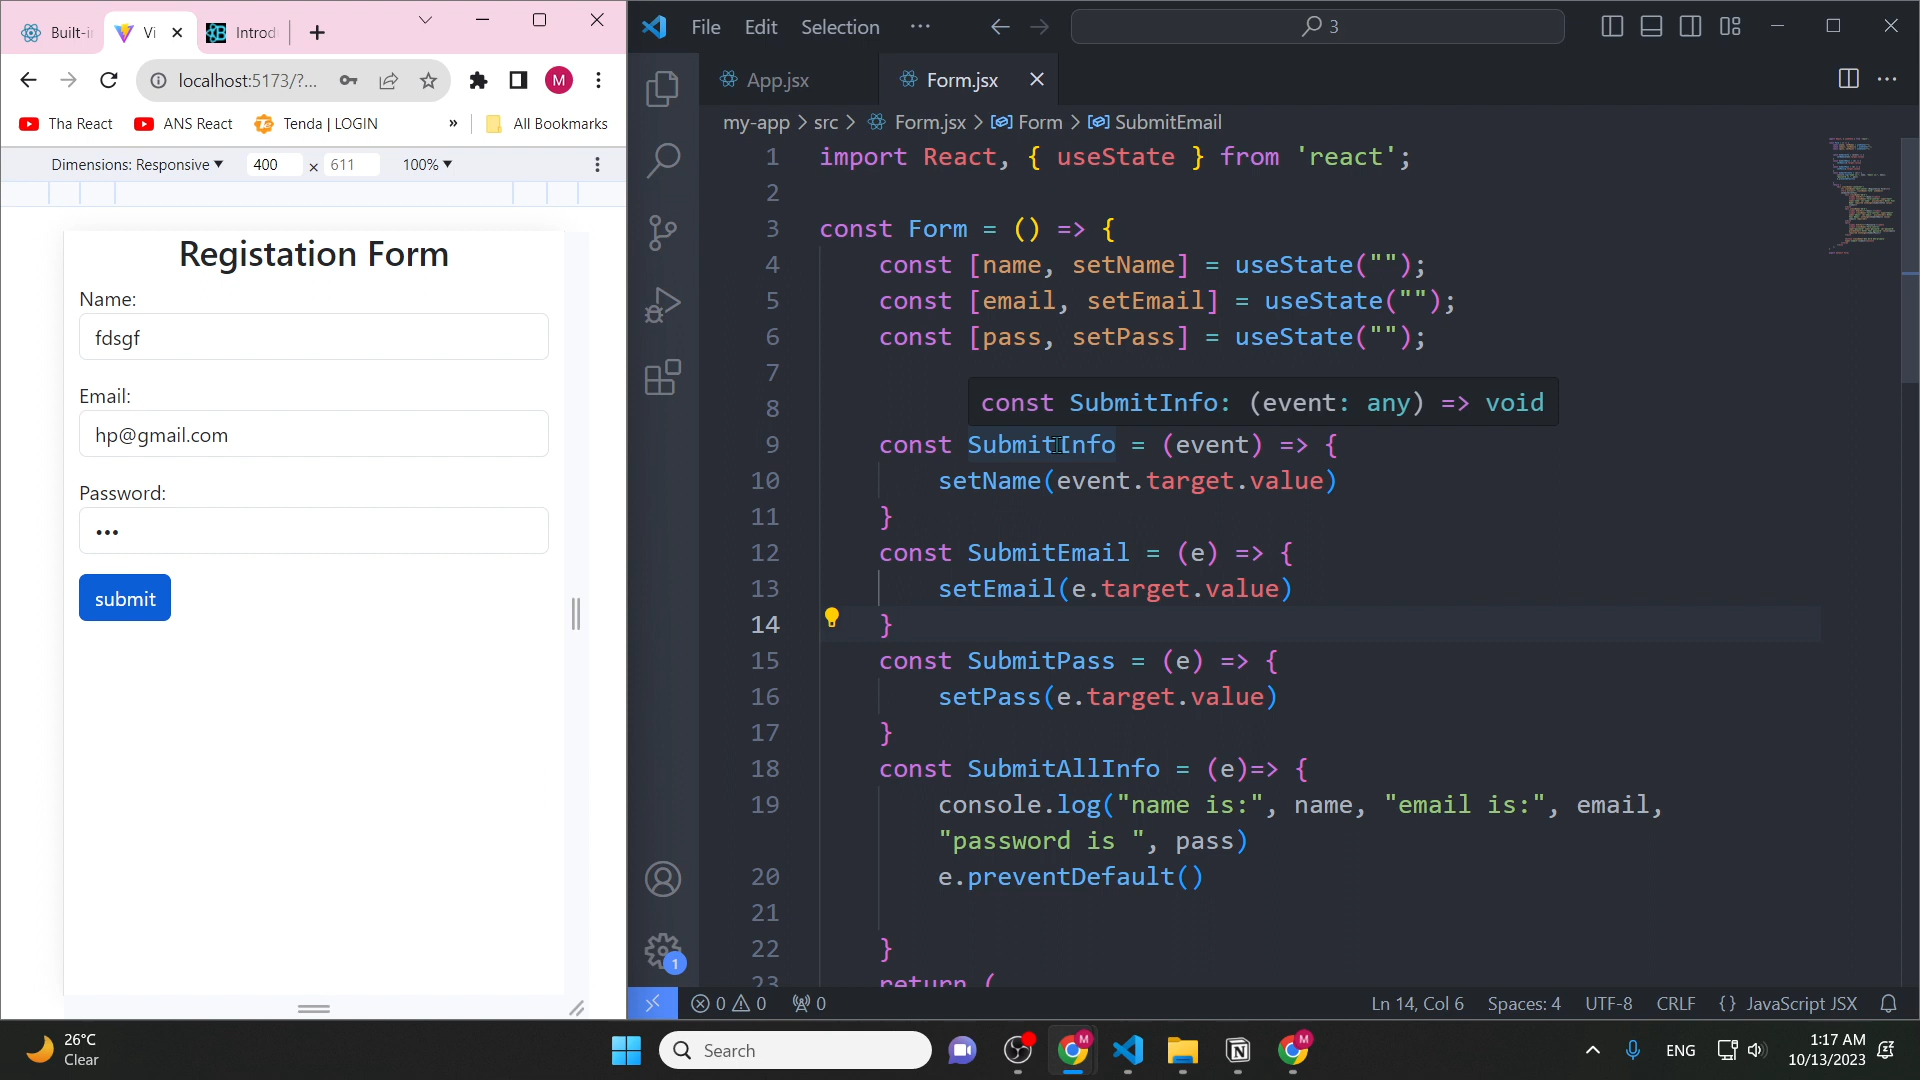 Built-i
Vi
Introd
localhost:5173/?...
M
Tha React
ANS React
Tenda | LOGIN
»
All Bookmarks
Dimensions: Responsive
400
×
611
100%
Registation Form
Name:
fdsgf
Email:
hp@gmail.com
Password:
•••
submit
File Edit Selection ···
3
App.jsx
Form.jsx
my-app > src > Form.jsx > Form > SubmitEmail
1 import React, { useState } from 'react';
2
3 const Form = () => {
4 const [name, setName] = useState("");
5 const [email, setEmail] = useState("");
6 const [pass, setPass] = useState("");
7
8
const SubmitInfo: (event: any) => void
9 const SubmitInfo = (event) => {
10 setName(event.target.value)
11 }
12 const SubmitEmail = (e) => {
13 setEmail(e.target.value)
14 }
15 const SubmitPass = (e) => {
16 setPass(e.target.value)
17 }
18 const SubmitAllInfo = (e)=> {
19 console.log("name is:", name, "email is:", email,
"password is ", pass)
20 e.preventDefault()
21
22 }
23 return (
1
0 0 0
Ln 14, Col 6 Spaces: 4 UTF-8 CRLF {} JavaScript JSX
26°C
Clear
Search
M
M
ENG
1:17 AM
10/13/2023